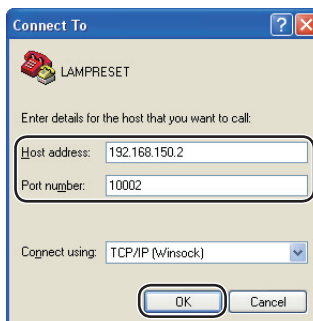 Connect To
LAMPRESET
Enter details for the host that you want to call:
Host address: 192.168.150.2
Port number: 10002
Connect using: TCP/IP (Winsock)
OK Cancel